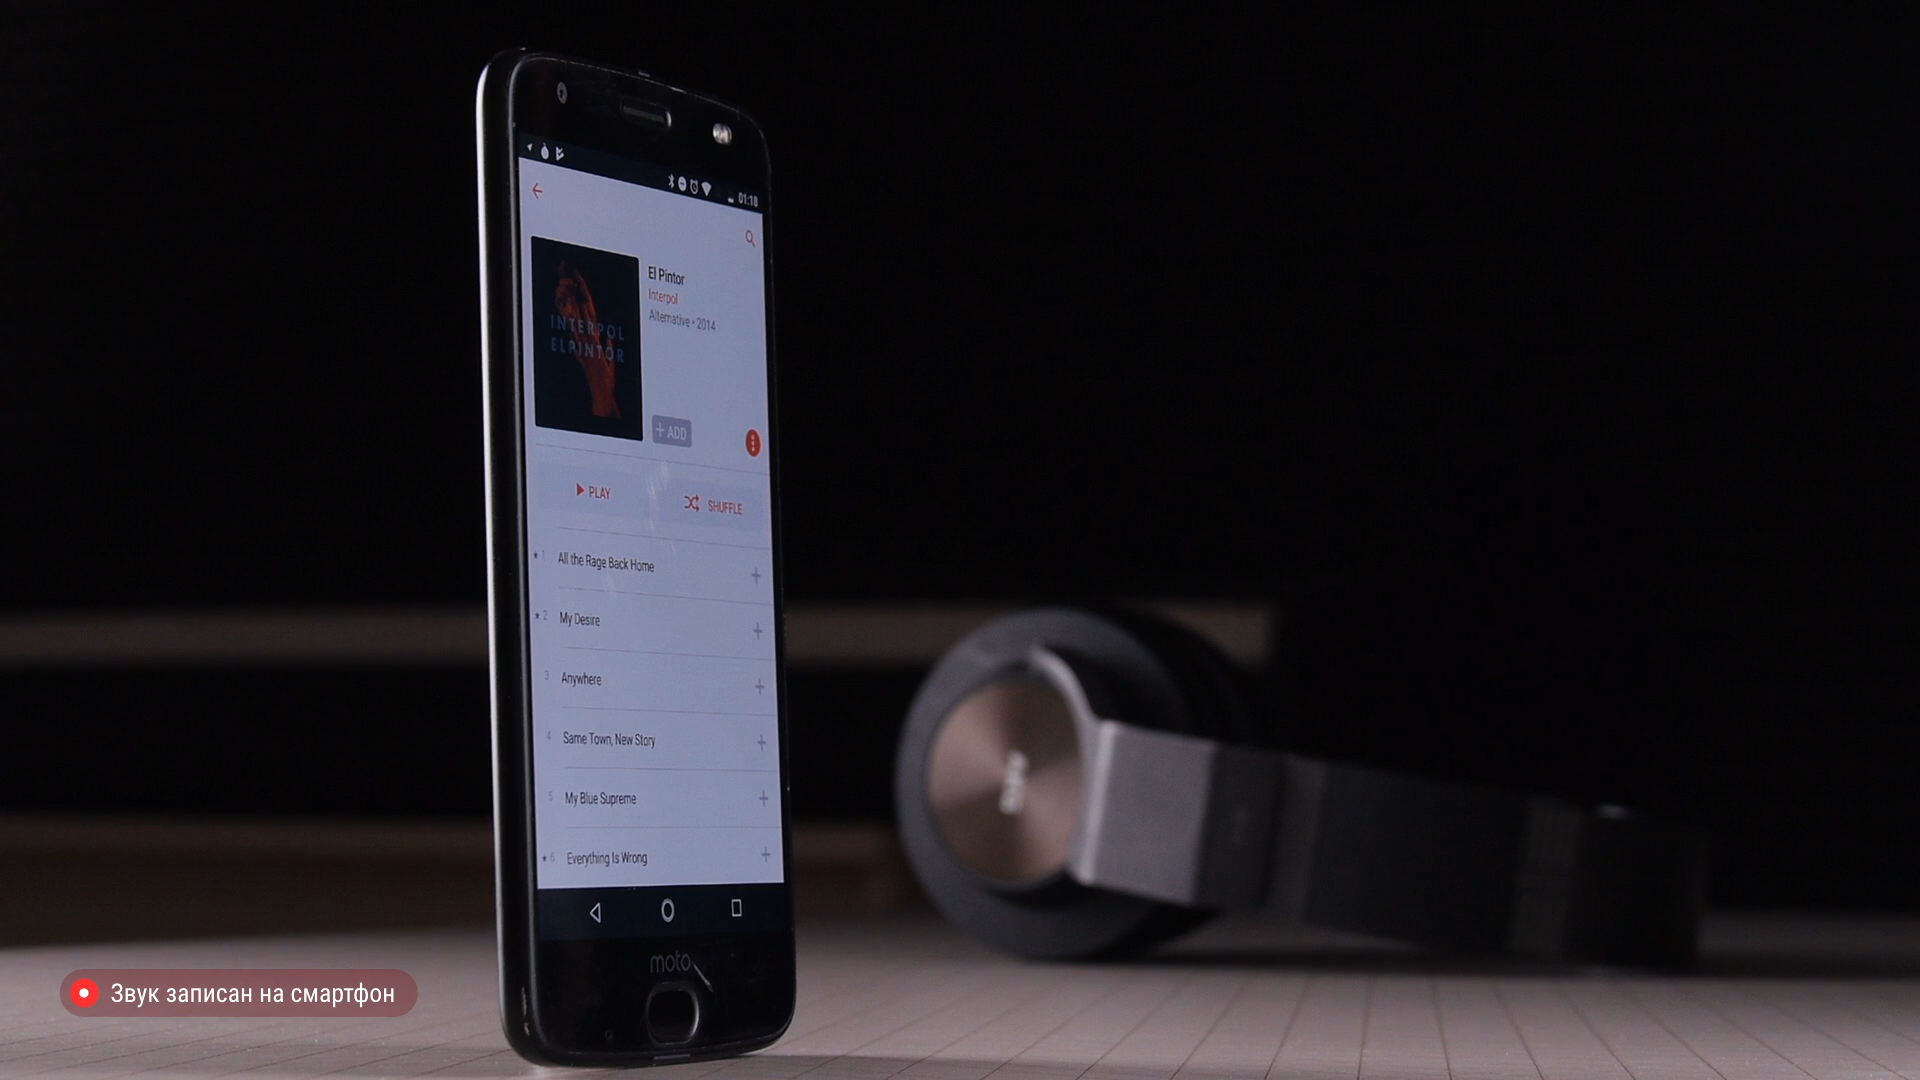 01:18
INTERPOL
ELPINTOR
El Pintor
Interpol
Alternative • 2014
+ ADD
PLAY
SHUFFLE
★ 1 All the Rage Back Home
★ 2 My Desire
3 Anywhere
4 Same Town, New Story
5 My Blue Supreme
★ 6 Everything Is Wrong
moto
Звук записан на смартфон